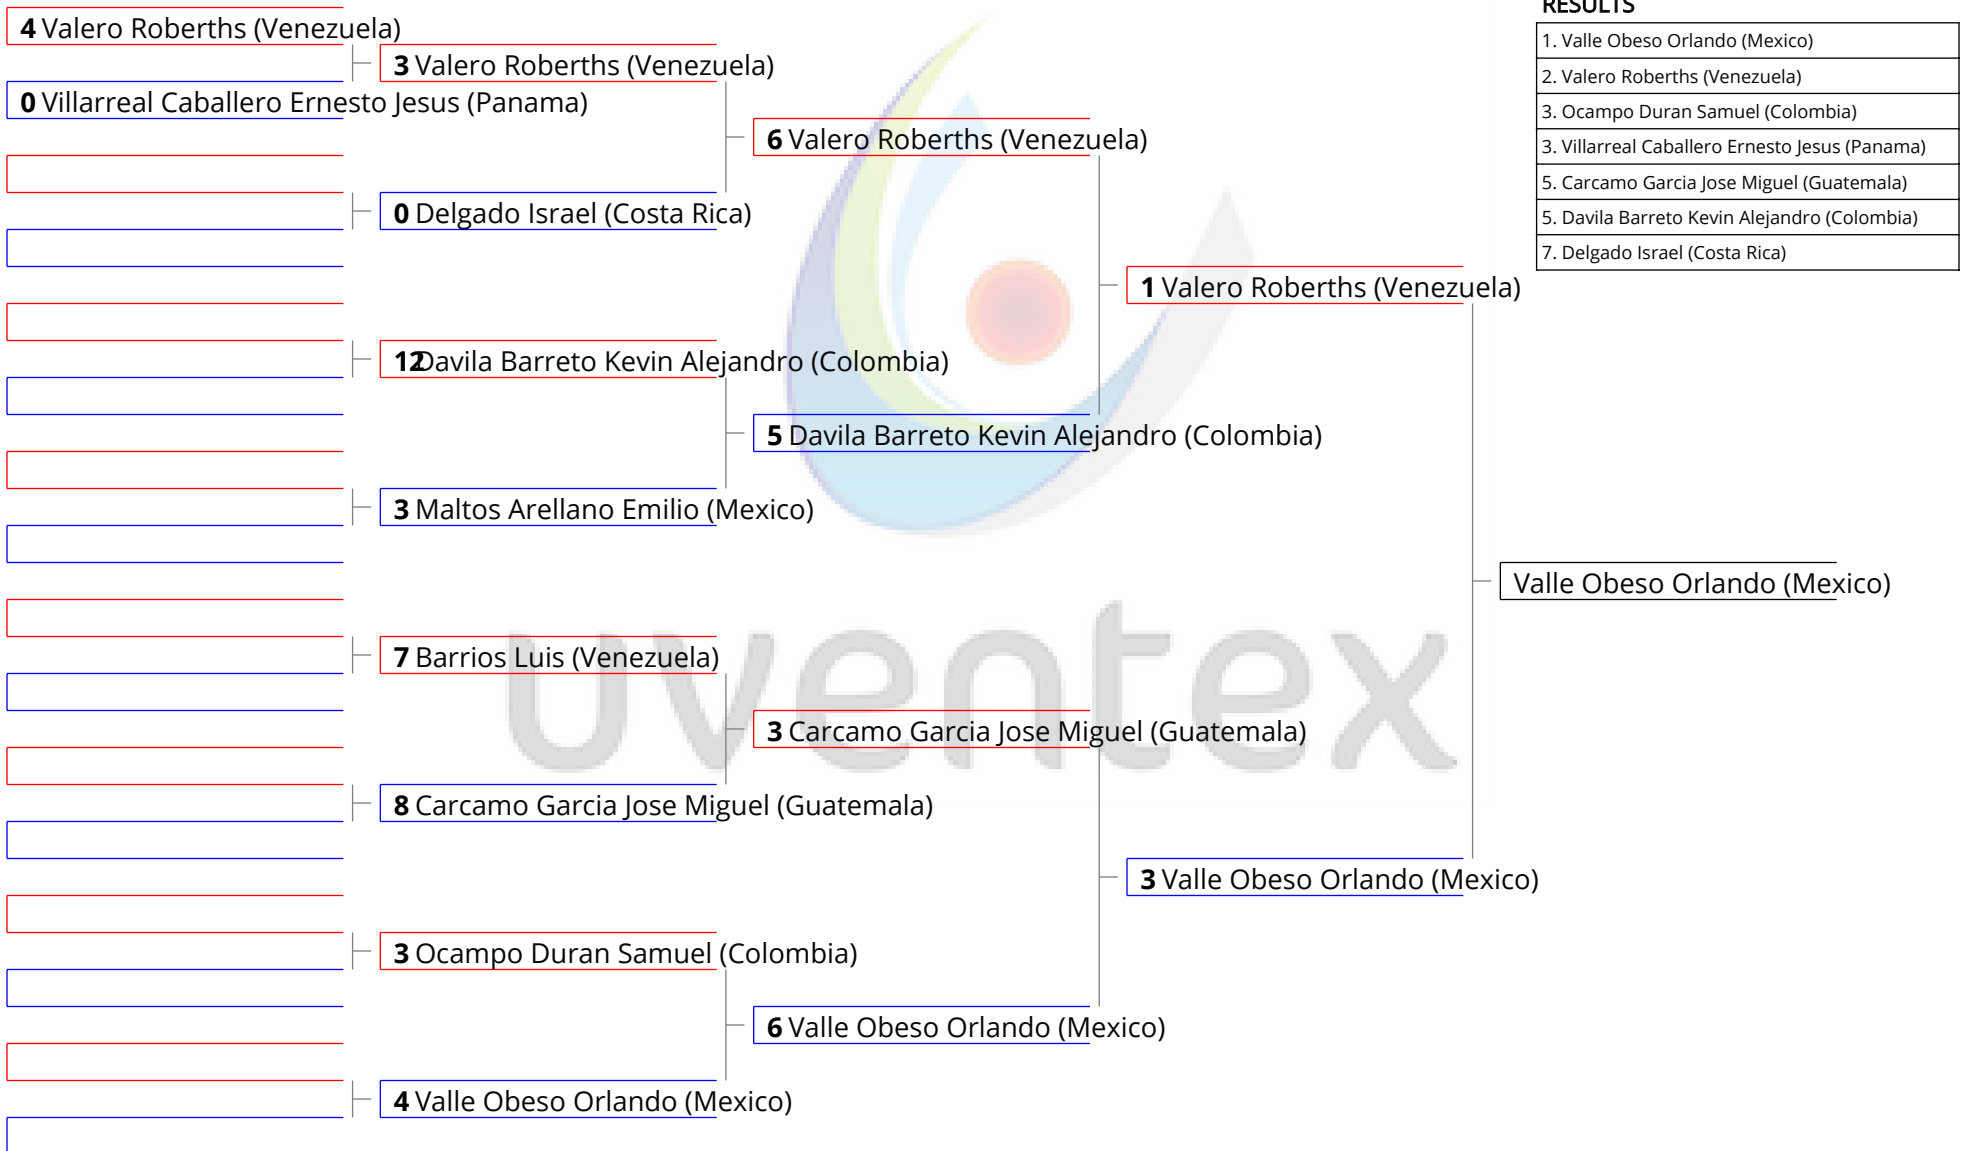 4 Valero Roberths (Venezuela)
0 Villarreal Caballero Ernesto Jesus (Panama)
3 Valero Roberths (Venezuela)
0 Delgado Israel (Costa Rica)
12 Davila Barreto Kevin Alejandro (Colombia)
3 Maltos Arellano Emilio (Mexico)
7 Barrios Luis (Venezuela)
8 Carcamo Garcia Jose Miguel (Guatemala)
3 Ocampo Duran Samuel (Colombia)
4 Valle Obeso Orlando (Mexico)
6 Valero Roberths (Venezuela)
5 Davila Barreto Kevin Alejandro (Colombia)
3 Carcamo Garcia Jose Miguel (Guatemala)
6 Valle Obeso Orlando (Mexico)
1 Valero Roberths (Venezuela)
3 Valle Obeso Orlando (Mexico)
Valle Obeso Orlando (Mexico)
RESULTS
1. Valle Obeso Orlando (Mexico)
2. Valero Roberths (Venezuela)
3. Ocampo Duran Samuel (Colombia)
3. Villarreal Caballero Ernesto Jesus (Panama)
5. Carcamo Garcia Jose Miguel (Guatemala)
5. Davila Barreto Kevin Alejandro (Colombia)
7. Delgado Israel (Costa Rica)
uventex